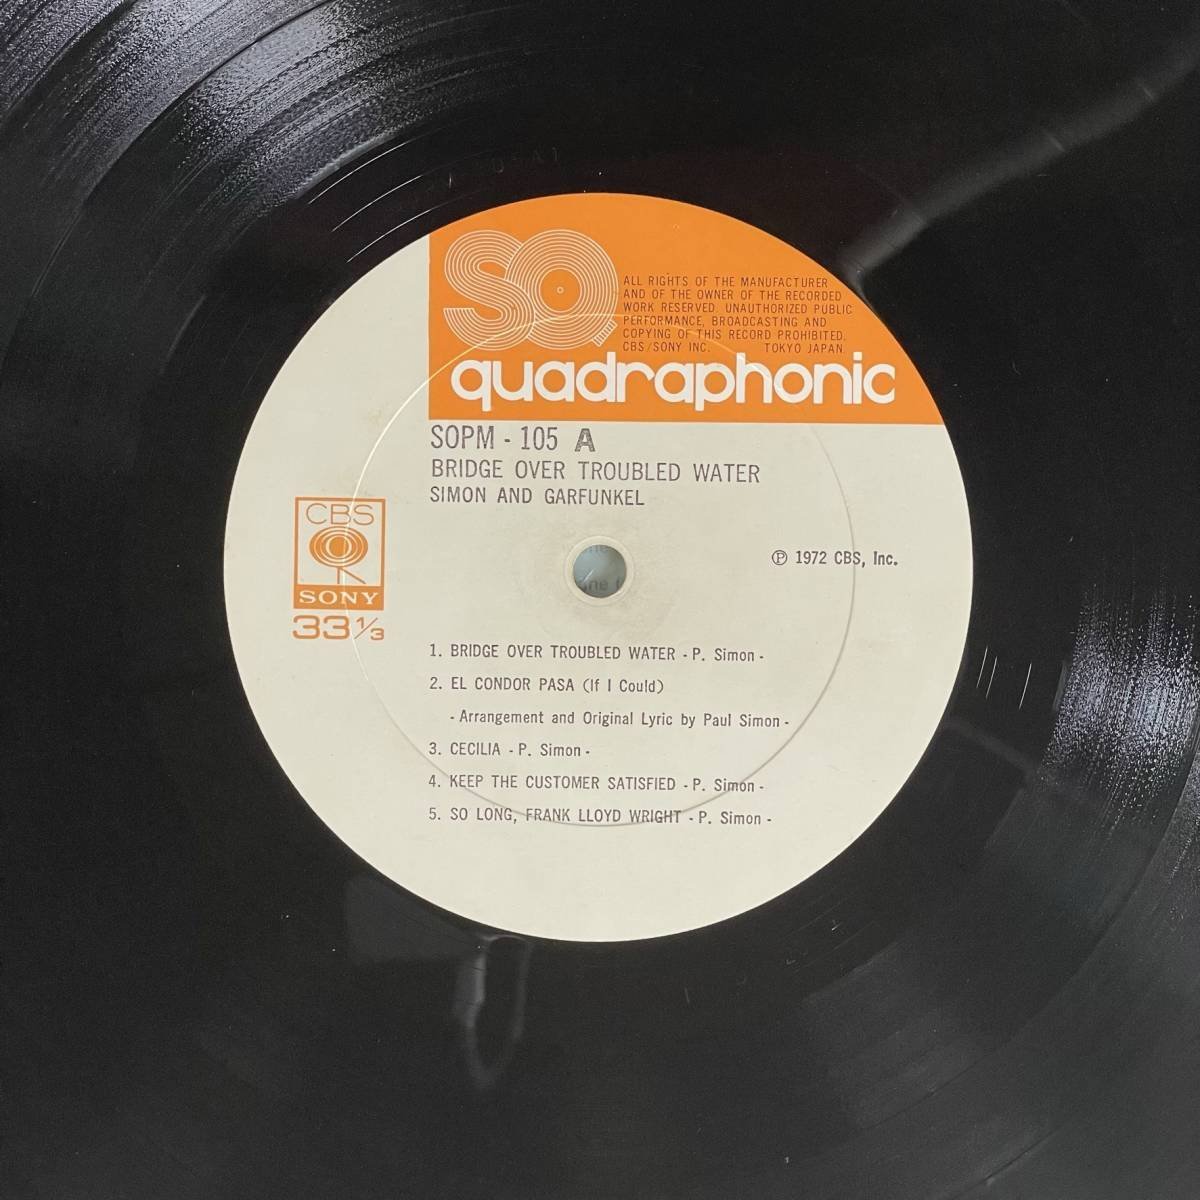 SQ
ALL RIGHTS OF THE MANUFACTURER
AND OF THE OWNER OF THE RECORDED
WORK RESERVED. UNAUTHORIZED PUBLIC
PERFORMANCE, BROADCASTING AND
COPYING OF THIS RECORD PROHIBITED.
CBS/SONY INC. TOKYO JAPAN
quadraphonic
SOPM - 105 A
BRIDGE OVER TROUBLED WATER
SIMON AND GARFUNKEL
CBS
SONY
33 1/3
℗ 1972 CBS, Inc.
1. BRIDGE OVER TROUBLED WATER - P. Simon -
2. EL CONDOR PASA (If I Could)
- Arrangement and Original Lyric by Paul Simon -
3. CECILIA - P. Simon -
4. KEEP THE CUSTOMER SATISFIED - P. Simon -
5. SO LONG, FRANK LLOYD WRIGHT - P. Simon -